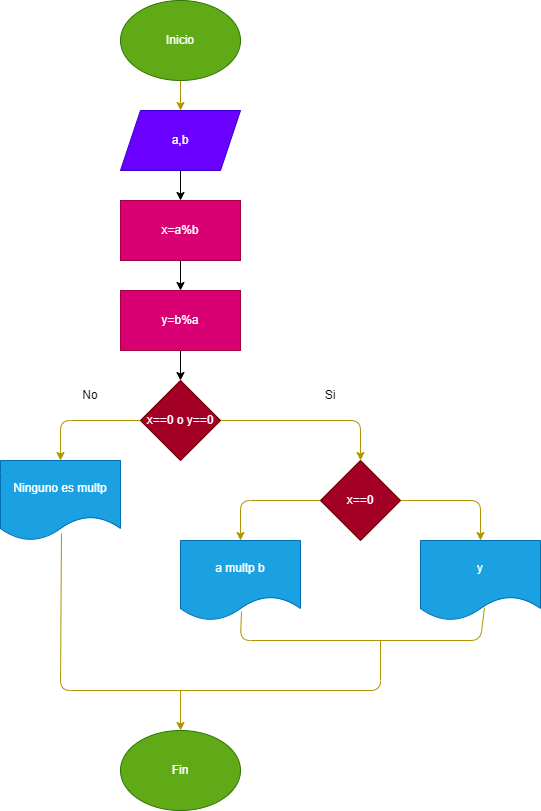 Inicio
a,b
x=a%b
y=b%a
No
Si
x==0 o y==0
Ninguno es multp
x==0
a multp b
y
Fin